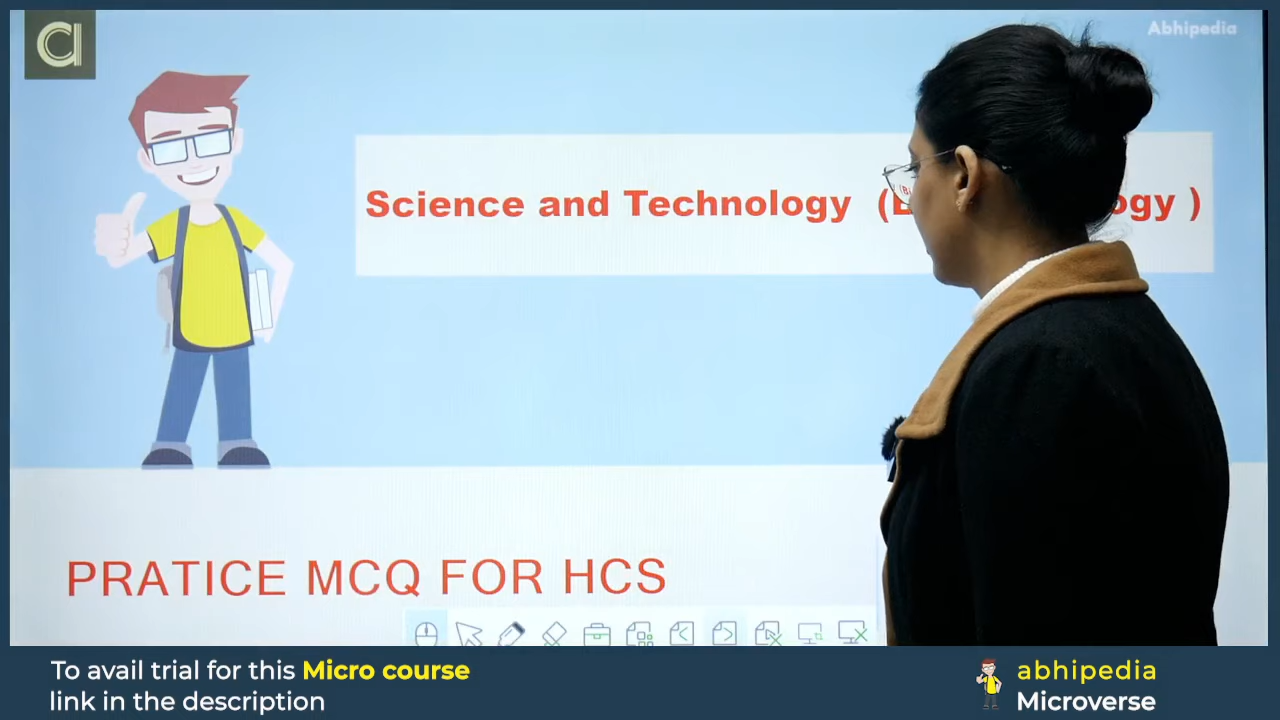 a
Abhipedia
Science and Technology ( ogy )
PRATICE MCQ FOR HCS
To avail trial for this Micro course
link in the description
abhipedia
Microverse